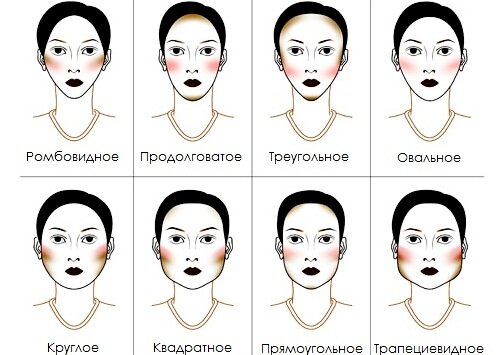 Ромбовидное
Продолговатое
Треугольное
Овальное
Круглое
Квадратное
Прямоугольное
Трапециевидное